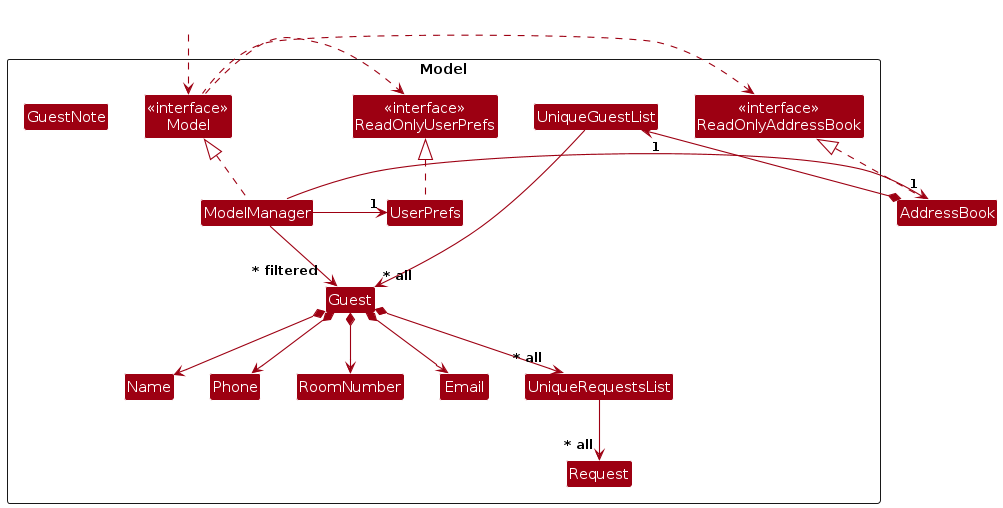 Model
GuestNote
«interface»
Model
«interface»
ReadOnlyUserPrefs
UniqueGuestList
«interface»
ReadOnlyAddressBook
1
1
ModelManager
1
UserPrefs
AddressBook
* filtered
* all
Guest
* all
Name
Phone
RoomNumber
Email
UniqueRequestsList
* all
Request